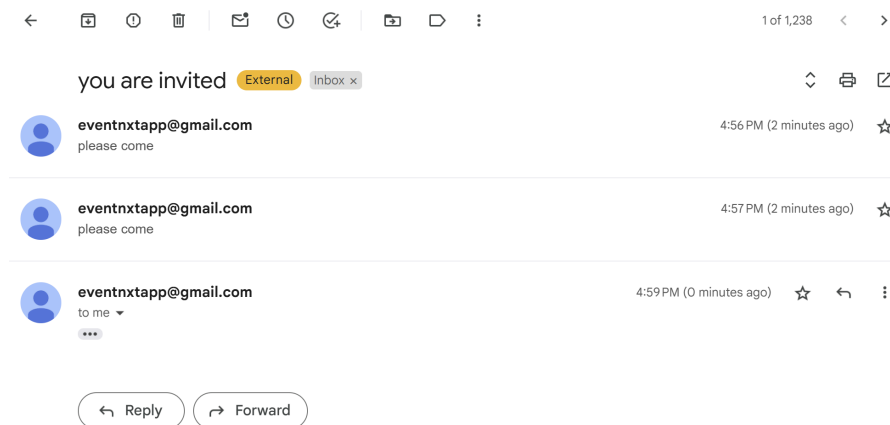 1 of 1,238
you are invited External Inbox ×
eventnxtapp@gmail.com 4:56 PM (2 minutes ago)
please come
eventnxtapp@gmail.com 4:57 PM (2 minutes ago)
please come
eventnxtapp@gmail.com 4:59 PM (0 minutes ago)
to me
•••
Reply Forward